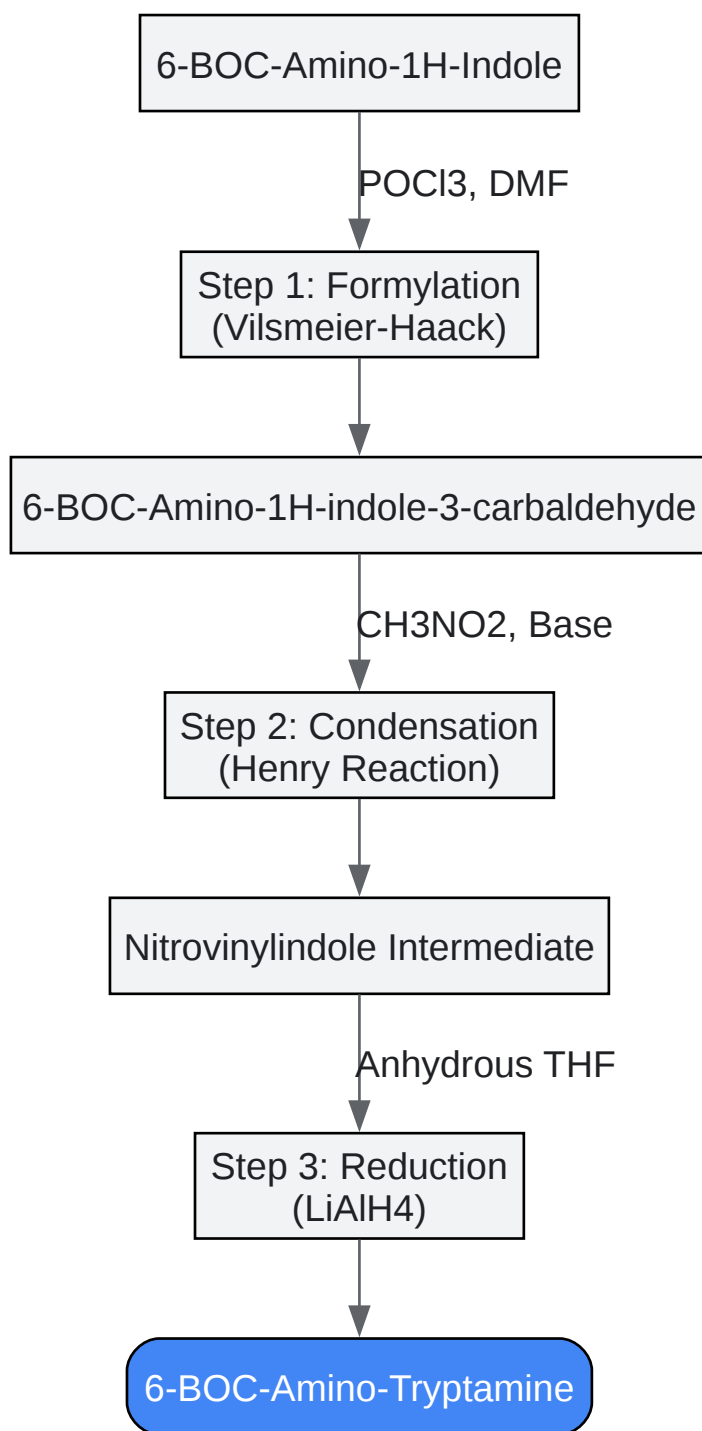 6-BOC-Amino-1H-Indole
POCl3, DMF
Step 1: Formylation
(Vilsmeier-Haack)
6-BOC-Amino-1H-indole-3-carbaldehyde
CH3NO2, Base
Step 2: Condensation
(Henry Reaction)
Nitrovinylindole Intermediate
Anhydrous THF
Step 3: Reduction
(LiAlH4)
6-BOC-Amino-Tryptamine